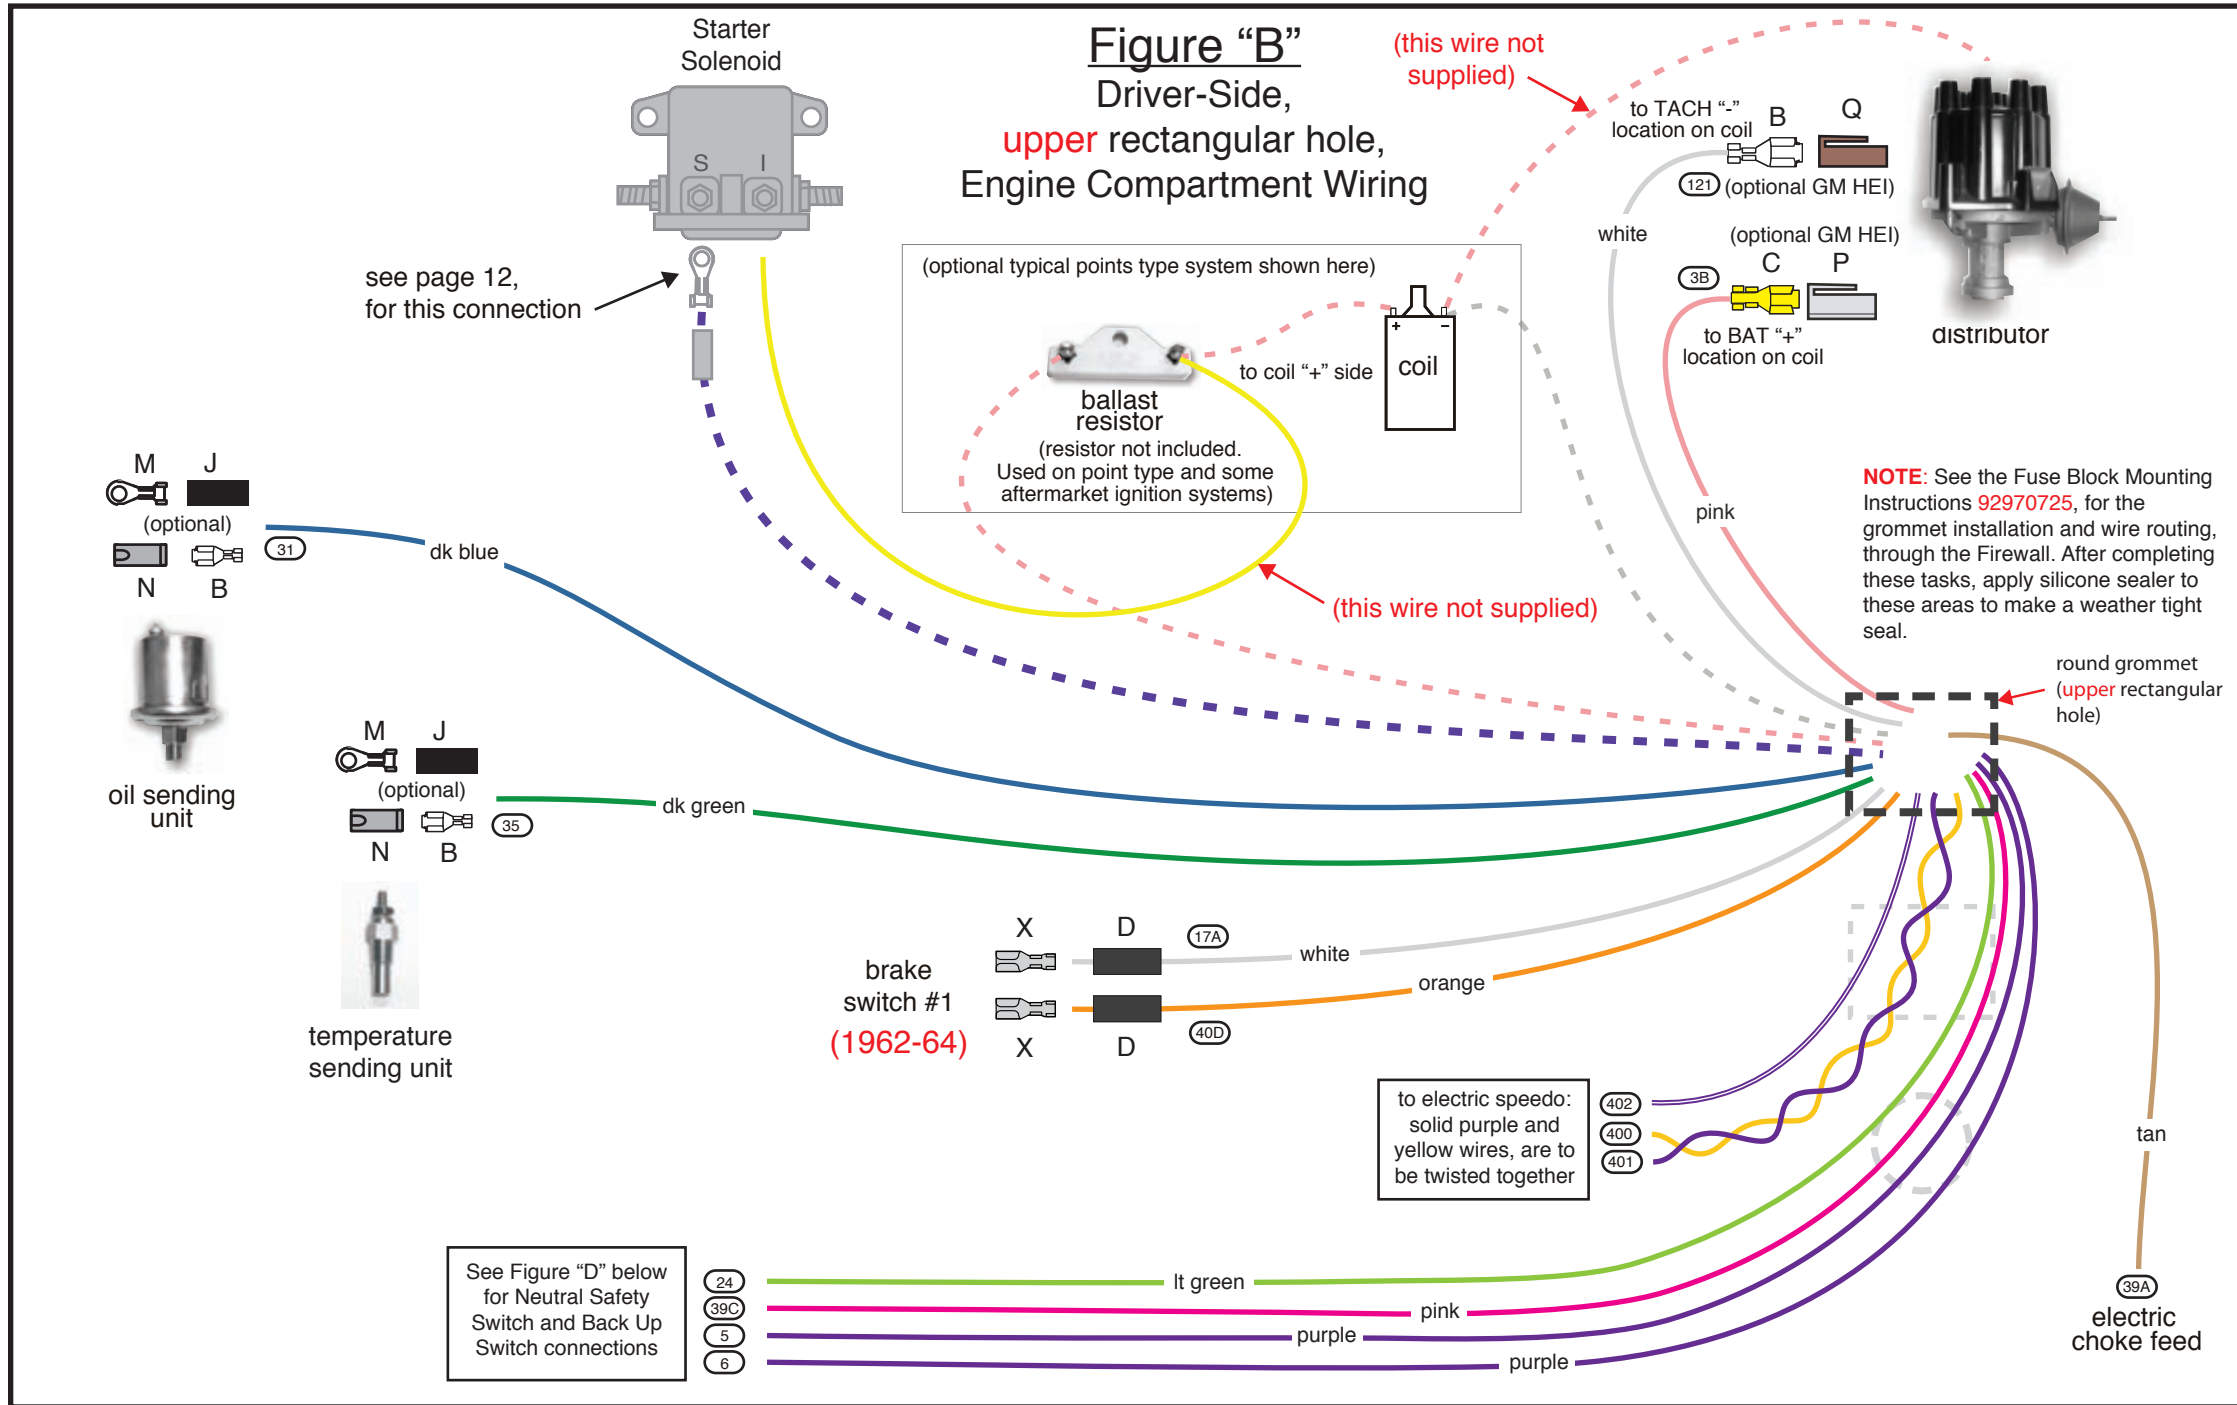 Starter
Solenoid
S I
Figure “B”
Driver-Side,
upper rectangular hole,
Engine Compartment Wiring
(this wire not
supplied)
to TACH “-”
location on coil
B Q
121 (optional GM HEI)
(optional GM HEI)
3B C P
to BAT “+”
location on coil
distributor
white
pink
see page 12,
for this connection
(optional typical points type system shown here)
+ –
coil
to coil “+” side
ballast
resistor
(resistor not included.
Used on point type and some
aftermarket ignition systems)
(this wire not supplied)
NOTE: See the Fuse Block Mounting
Instructions 92970725, for the
grommet installation and wire routing,
through the Firewall. After completing
these tasks, apply silicone sealer to
these areas to make a weather tight
seal.
round grommet
(upper rectangular
hole)
M J
(optional)
31
N B
dk blue
oil sending
unit
M J
(optional)
35
N B
dk green
temperature
sending unit
brake
switch #1
(1962-64)
X D 17A
white
orange
40D
X D
to electric speedo:
solid purple and
yellow wires, are to
be twisted together
402
400
401
tan
39A
electric
choke feed
See Figure “D” below
for Neutral Safety
Switch and Back Up
Switch connections
24 lt green
39C pink
5 purple
6 purple